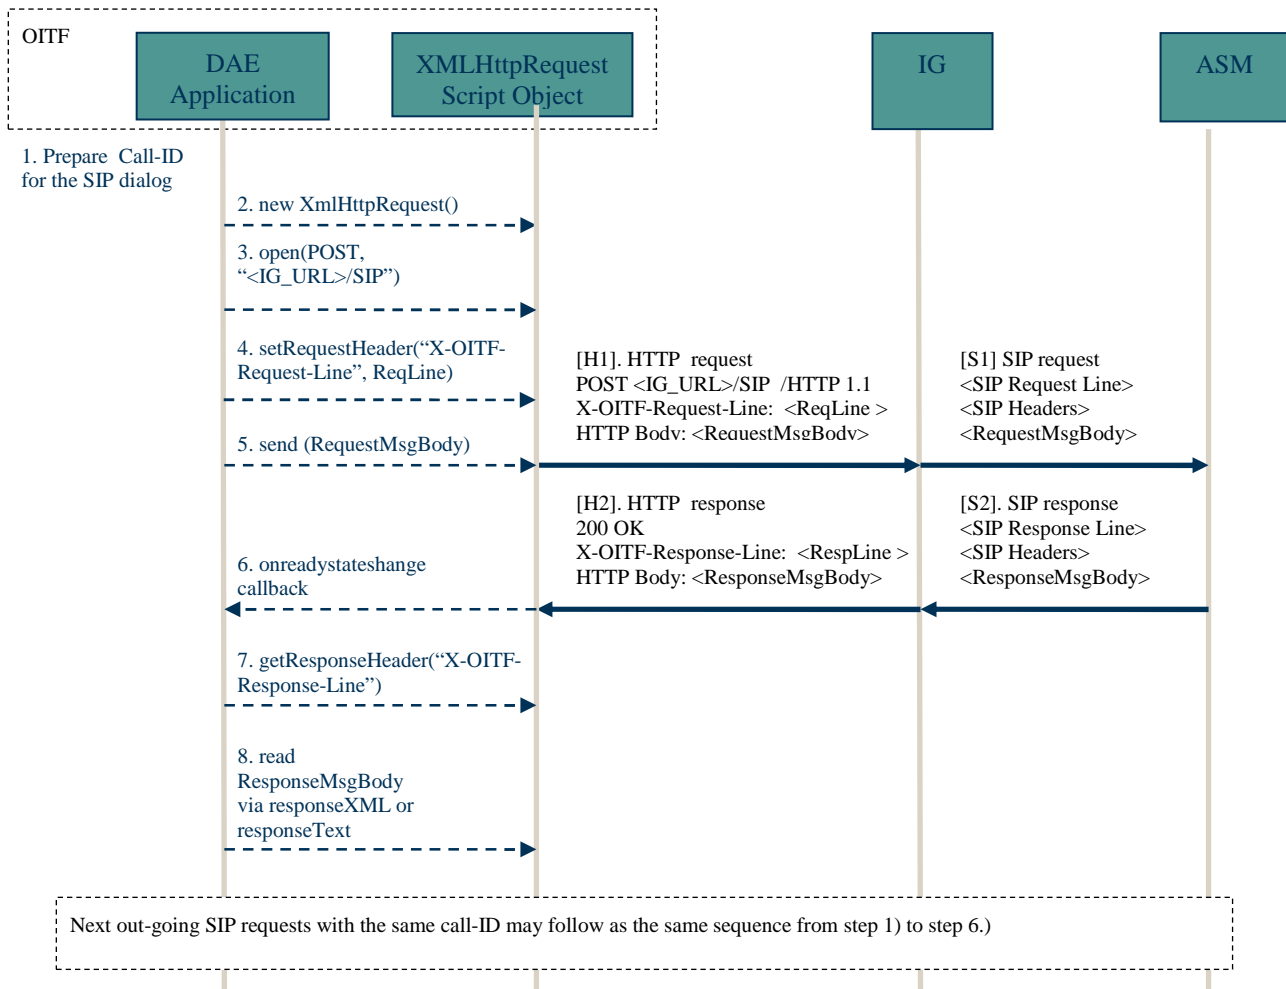 OITF
DAE
Application
XMLHttpRequest
Script Object
IG
ASM
1. Prepare Call-ID
for the SIP dialog
2. new XmlHttpRequest()
3. open(POST,
“<IG_URL>/SIP”)
4. setRequestHeader(“X-OITF-
Request-Line”, ReqLine)
[H1]. HTTP request
POST <IG_URL>/SIP /HTTP 1.1
X-OITF-Request-Line: <ReqLine >
HTTP Body: <RequestMsgBody>
[S1] SIP request
<SIP Request Line>
<SIP Headers>
<RequestMsgBody>
5. send (RequestMsgBody)
[H2]. HTTP response
200 OK
X-OITF-Response-Line: <RespLine >
HTTP Body: <ResponseMsgBody>
[S2]. SIP response
<SIP Response Line>
<SIP Headers>
<ResponseMsgBody>
6. onreadystateshange
callback
7. getResponseHeader(“X-OITF-
Response-Line”)
8. read
ResponseMsgBody
via responseXML or
responseText
Next out-going SIP requests with the same call-ID may follow as the same sequence from step 1) to step 6.)